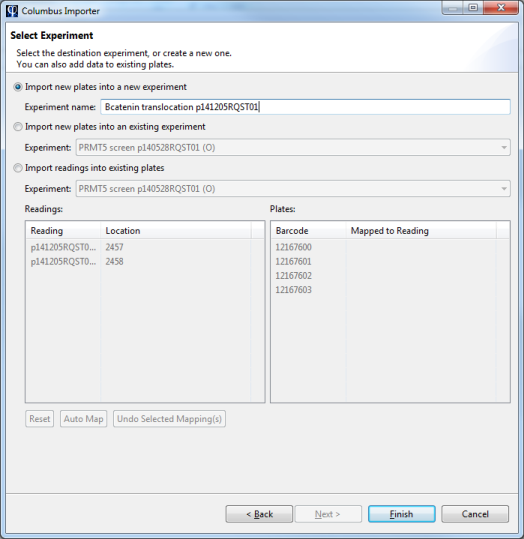 Columbus Importer
Select Experiment
Select the destination experiment, or create a new one.
You can also add data to existing plates.
Import new plates into a new experiment
Experiment name: Bcatenin translocation p141205RQST01
Import new plates into an existing experiment
Experiment: PRMT5 screen p140528RQST01 (O)
Import readings into existing plates
Experiment: PRMT5 screen p140528RQST01 (O)
Readings: Plates:
Reading Location Barcode Mapped to Reading
p141205RQST0... 2457 12167600
p141205RQST0... 2458 12167601
12167602
12167603
Reset Auto Map Undo Selected Mapping(s)
< Back Next > Finish Cancel